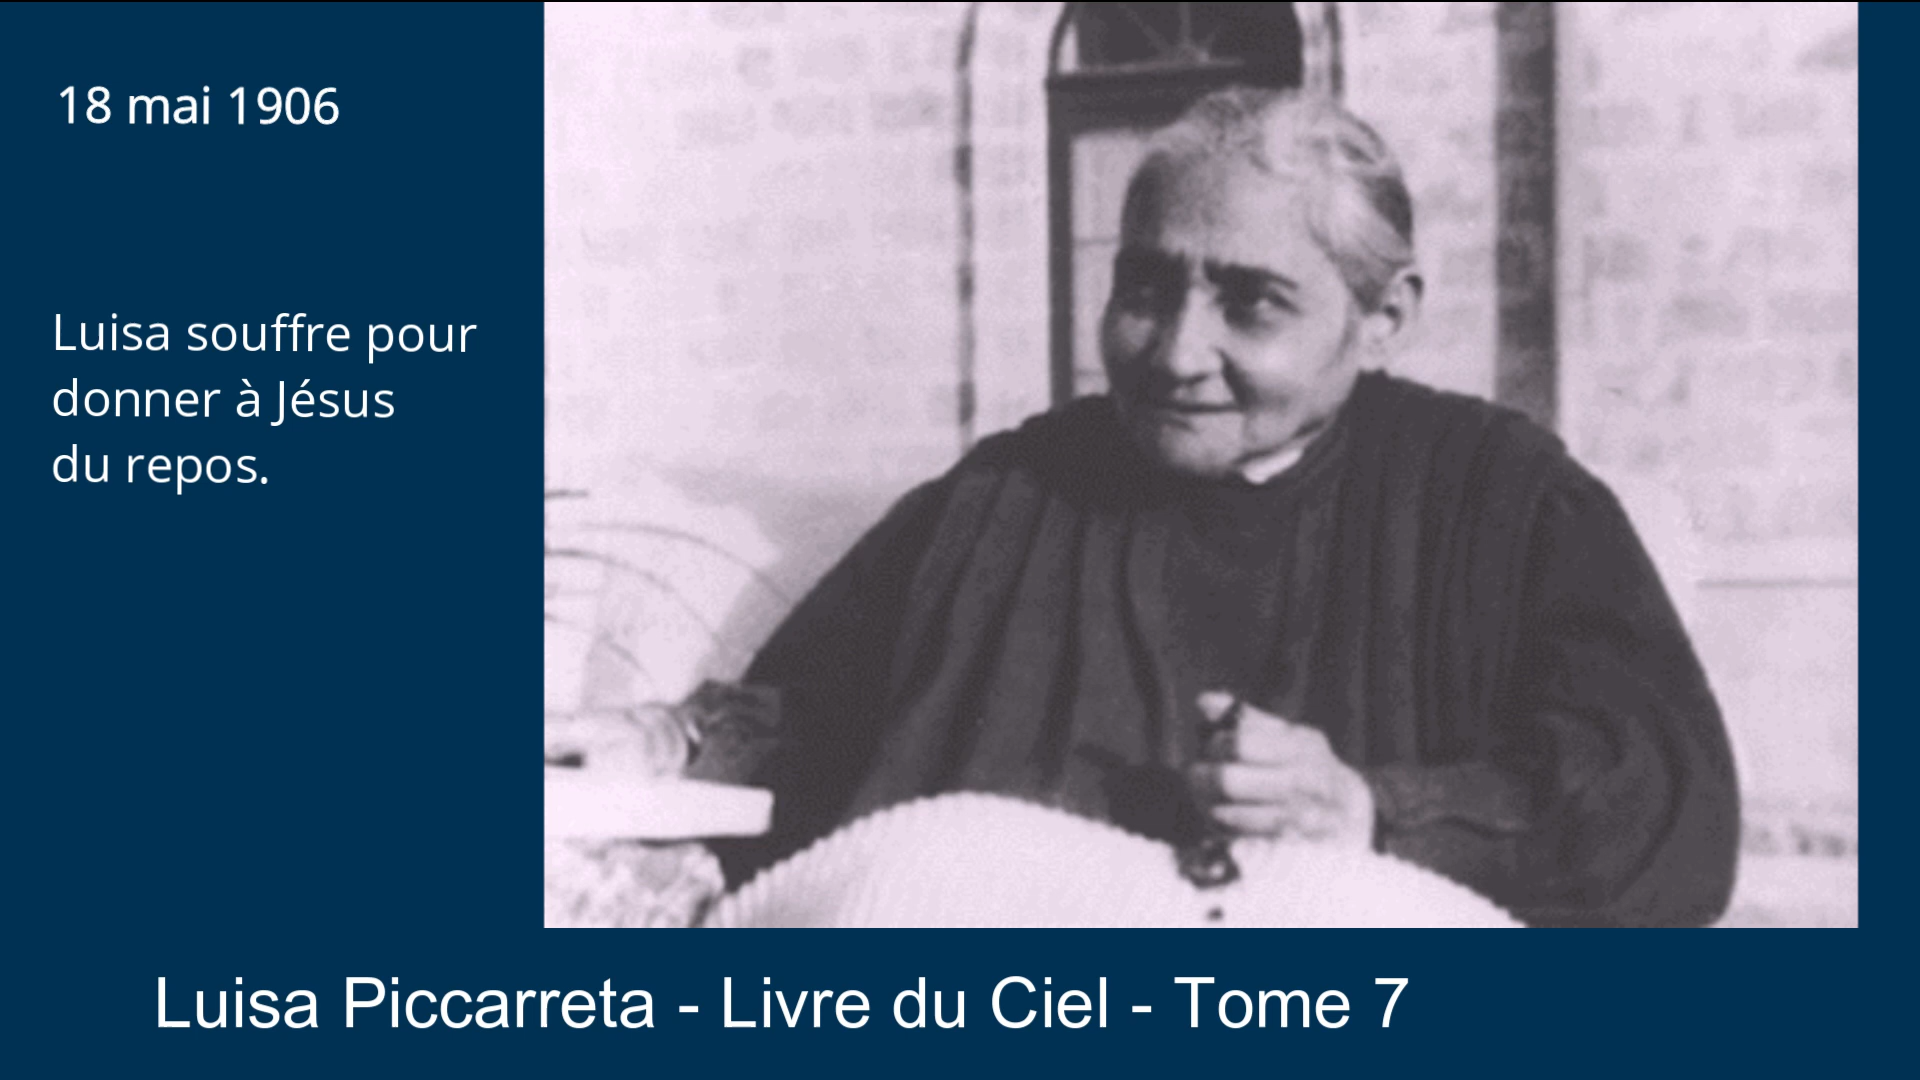 18 mai 1906
Luisa souffre pour
donner à Jésus
du repos.
Luisa Piccarreta - Livre du Ciel - Tome 7